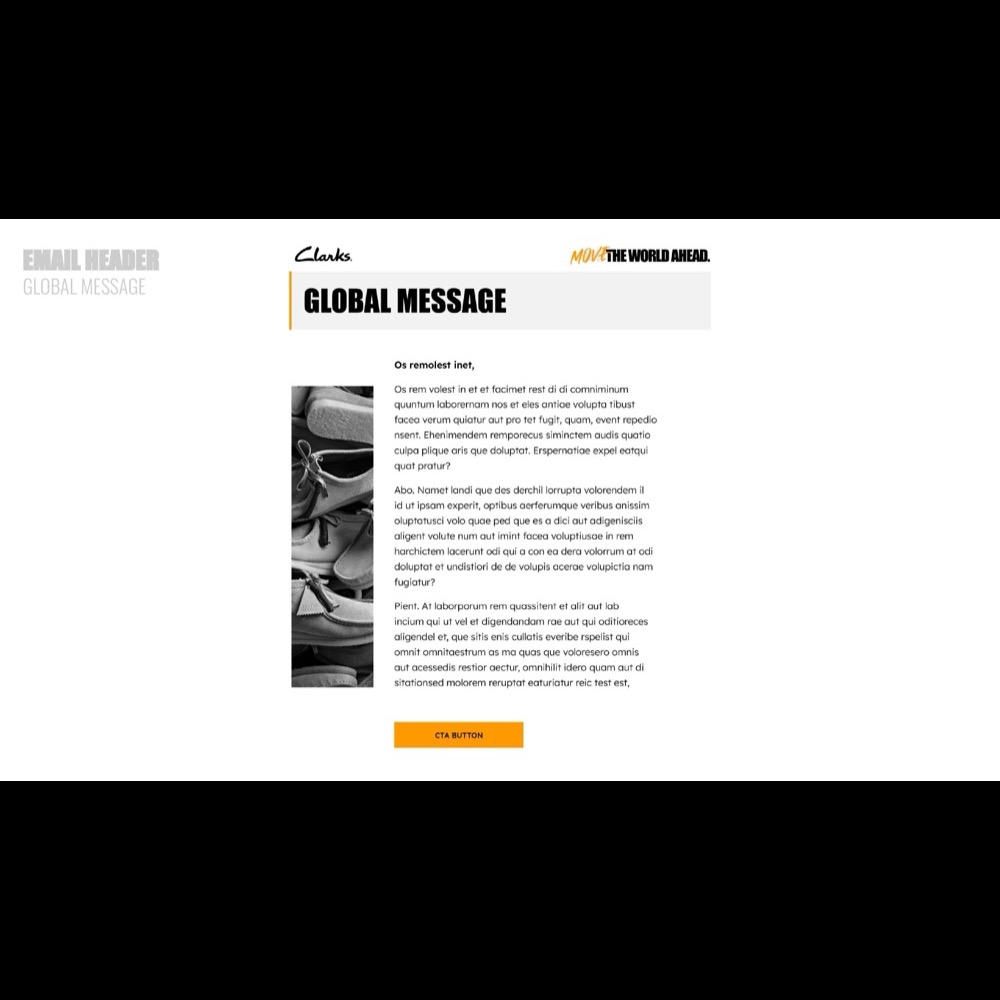 EMAIL HEADER
GLOBAL MESSAGE
Clarks.
MOVE THE WORLD AHEAD.
GLOBAL MESSAGE
Os remolest inet,
Os rem volest in et et facimet rest di di comniminum
quuntum laborernam nos et eles antiae volupta tibust
facea verum quiatur aut pro tet fugit, quam, event repedio
nsent. Ehenimendem remporecus siminctem audis quatio
culpa plique aris que doluptat. Erspernatiae expel eatqui
quat pratur?
Abo. Namet landi que des derchil lorrupta volorendem il
id ut ipsam experit, optibus aerferumque veribus anissim
oluptatusci volo quae ped que es a dici aut adigenisciis
aligent volute num aut imint facea voluptiusae in rem
harchictem lacerunt odi qui a con ea dera volorrum at odi
doluptat et undistiori de de volupis acerae volupictia nam
fugiatur?
Pient. At laborporum rem quassitent et alit aut lab
incium qui ut vel et digendandam rae aut qui oditioreces
aligendel et, que sitis enis cullatis everibe rspelist qui
omnit omnitaestrum as ma quas que voloresero omnis
aut acessedis restior aectur, omnihilit idero quam aut di
sitationsed molorem reruptat eaturiatur reic test est,
CTA BUTTON